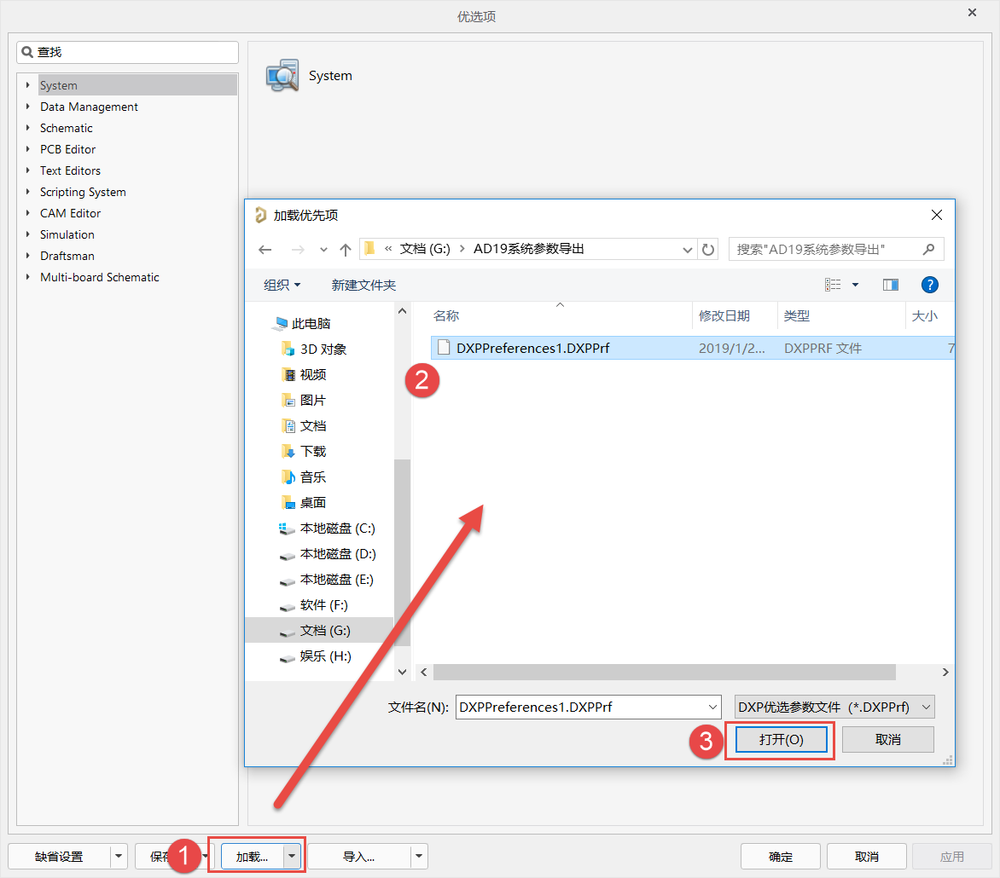 优选项
查找
System
Data Management
Schematic
PCB Editor
Text Editors
Scripting System
CAM Editor
Simulation
Draftsman
Multi-board Schematic
System
加载优先项
« 文档 (G:) > AD19系统参数导出
搜索"AD19系统参数导出"
组织 新建文件夹
此电脑
3D 对象
视频
图片
文档
下载
音乐
桌面
本地磁盘 (C:)
本地磁盘 (D:)
本地磁盘 (E:)
软件 (F:)
文档 (G:)
娱乐 (H:)
名称 修改日期 类型 大小
DXPPreferences1.DXPPrf 2019/1/2... DXPPRF 文件 7
2
文件名(N): DXPPreferences1.DXPPrf DXP优选参数文件 (*.DXPPrf)
3 打开(O) 取消
缺省设置 保存 1 加载... 导入... 确定 取消 应用